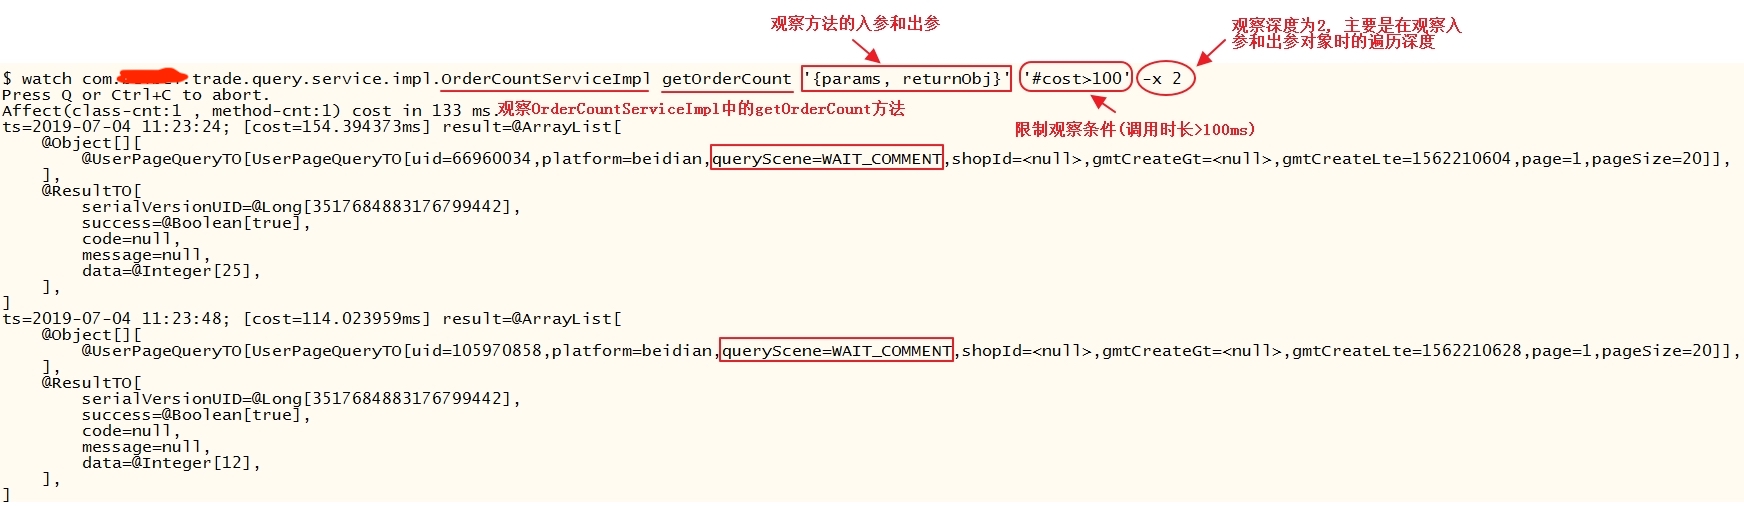 观察方法的入参和出参
观察深度为2, 主要是在观察入
参和出参对象时的遍历深度
$ watch com. .trade.query.service.impl.OrderCountServiceImpl getOrderCount '{params, returnObj}' '#cost>100' -x 2
Press Q or Ctrl+C to abort.
Affect(class-cnt:1 , method-cnt:1) cost in 133 ms.观察OrderCountServiceImpl中的getOrderCount方法
限制观察条件(调用时长>100ms)
ts=2019-07-04 11:23:24; [cost=154.394373ms] result=@ArrayList[
    @Object[][
        @UserPageQueryTO[UserPageQueryTO[uid=66960034,platform=beidian,queryScene=WAIT_COMMENT,shopId=<null>,gmtCreateGt=<null>,gmtCreateLte=1562210604,page=1,pageSize=20]],
    ],
    @ResultTO[
        serialVersionUID=@Long[3517684883176799442],
        success=@Boolean[true],
        code=null,
        message=null,
        data=@Integer[25],
    ],
]
ts=2019-07-04 11:23:48; [cost=114.023959ms] result=@ArrayList[
    @Object[][
        @UserPageQueryTO[UserPageQueryTO[uid=105970858,platform=beidian,queryScene=WAIT_COMMENT,shopId=<null>,gmtCreateGt=<null>,gmtCreateLte=1562210628,page=1,pageSize=20]],
    ],
    @ResultTO[
        serialVersionUID=@Long[3517684883176799442],
        success=@Boolean[true],
        code=null,
        message=null,
        data=@Integer[12],
    ],
]